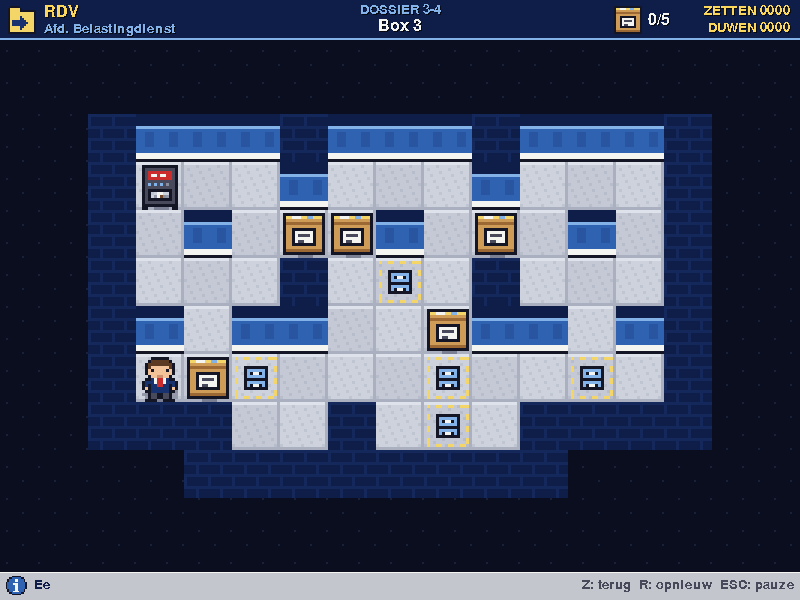 RDV
Afd. Belastingdienst
DOSSIER 3-4
Box 3
0/5
ZETTEN 0000
DUWEN 0000
Ee
Z: terug R: opnieuw ESC: pauze